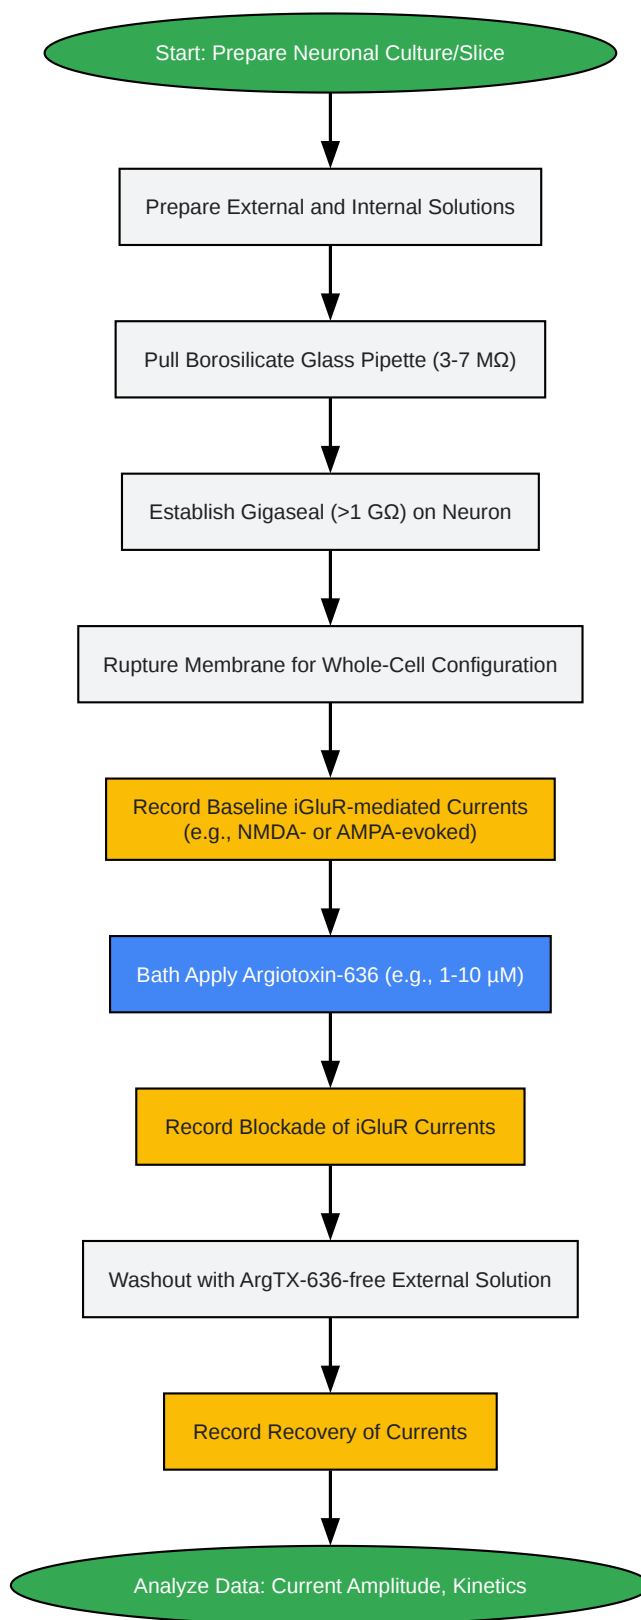 Start: Prepare Neuronal Culture/Slice
Prepare External and Internal Solutions
Pull Borosilicate Glass Pipette (3-7 MΩ)
Establish Gigaseal (>1 GΩ) on Neuron
Rupture Membrane for Whole-Cell Configuration
Record Baseline iGluR-mediated Currents
(e.g., NMDA- or AMPA-evoked)
Bath Apply Argiotoxin-636 (e.g., 1-10 µM)
Record Blockade of iGluR Currents
Washout with ArgTX-636-free External Solution
Record Recovery of Currents
Analyze Data: Current Amplitude, Kinetics